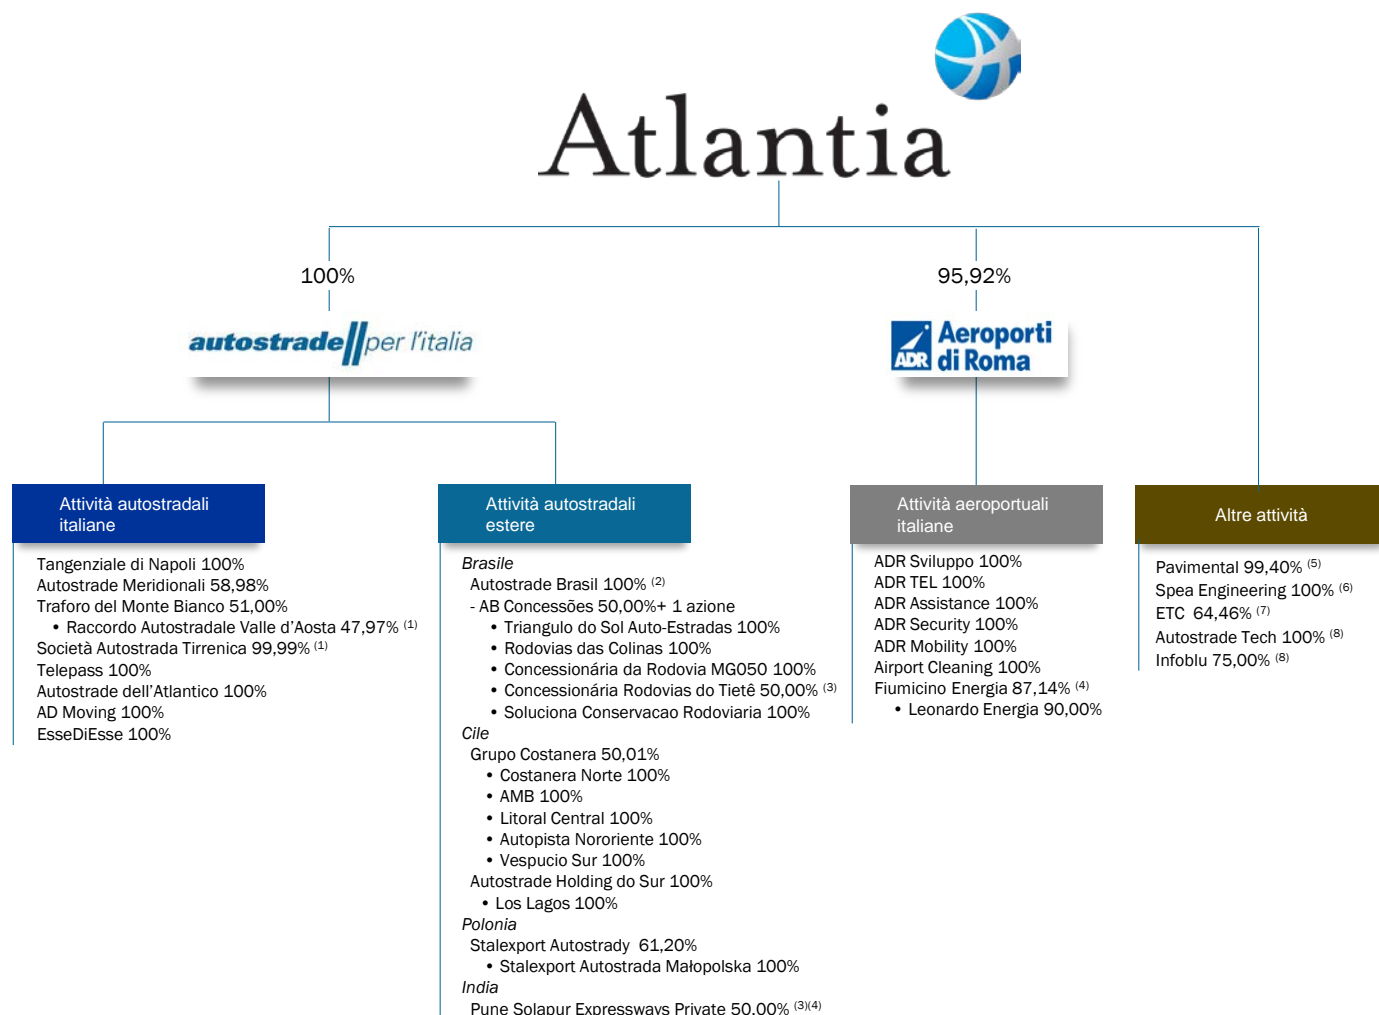 Atlantia
100%
95,92%
autostrade//per l'italia
ADR Aeroporti
di Roma
Attività autostradali
italiane
Tangenziale di Napoli 100%
Autostrade Meridionali 58,98%
Traforo del Monte Bianco 51,00%
• Raccordo Autostradale Valle d'Aosta 47,97% (1)
Società Autostrada Tirrenica 99,99% (1)
Telepass 100%
Autostrade dell'Atlantico 100%
AD Moving 100%
EsseDiEsse 100%
Attività autostradali
estere
Brasile
Autostrade Brasil 100% (2)
- AB Concessões 50,00%+ 1 azione
• Triangulo do Sol Auto-Estradas 100%
• Rodovias das Colinas 100%
• Concessionária da Rodovia MG050 100%
• Concessionária Rodovias do Tietê 50,00% (3)
• Soluciona Conservacao Rodoviaria 100%
Cile
Grupo Costanera 50,01%
• Costanera Norte 100%
• AMB 100%
• Litoral Central 100%
• Autopista Nororiente 100%
• Vespucio Sur 100%
Autostrade Holding do Sur 100%
• Los Lagos 100%
Polonia
Stalexport Autostrady 61,20%
• Stalexport Autostrada Małopolska 100%
India
Pune Solapur Expressways Private 50,00% (3)(4)
Attività aeroportuali
italiane
ADR Sviluppo 100%
ADR TEL 100%
ADR Assistance 100%
ADR Security 100%
ADR Mobility 100%
Airport Cleaning 100%
Fiumicino Energia 87,14% (4)
• Leonardo Energia 90,00%
Altre attività
Pavimental 99,40% (5)
Spea Engineering 100% (6)
ETC 64,46% (7)
Autostrade Tech 100% (8)
Infoblu 75,00% (8)